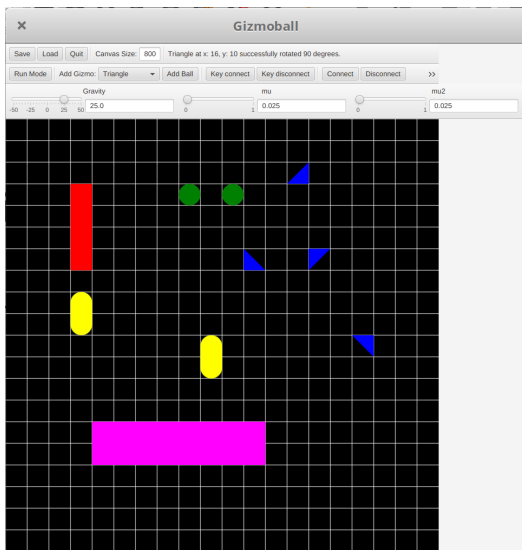 Gizmoball
Save Load Quit Canvas Size: 800 Triangle at x: 16, y: 10 successfully rotated 90 degrees.
Run Mode Add Gizmo: Triangle Add Ball Key connect Key disconnect Connect Disconnect
Gravity mu mu2
25.0 0.025 0.025
-50 -25 0 25 50 0 1 0 1